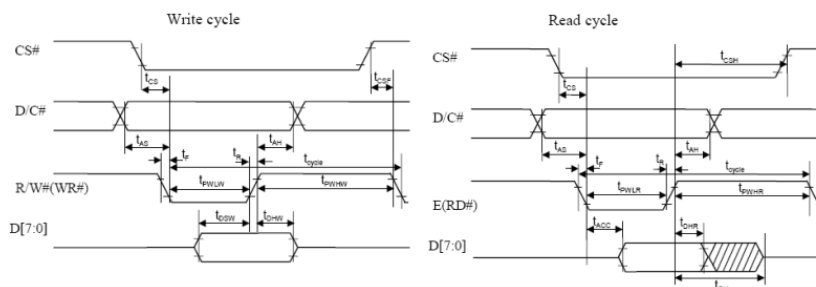 Write cycle
CS#
tCS
tCSF
D/C#
tAS
tF
tR
tAH
tcycle
R/W#(WR#)
tPWLW
tPWHW
D[7:0]
tDSW
tDHW
Read cycle
CS#
tCS
tCSH
D/C#
tAS
tF
tR
tAH
tcycle
E(RD#)
tPWLR
tPWHR
D[7:0]
tACC
tDHR